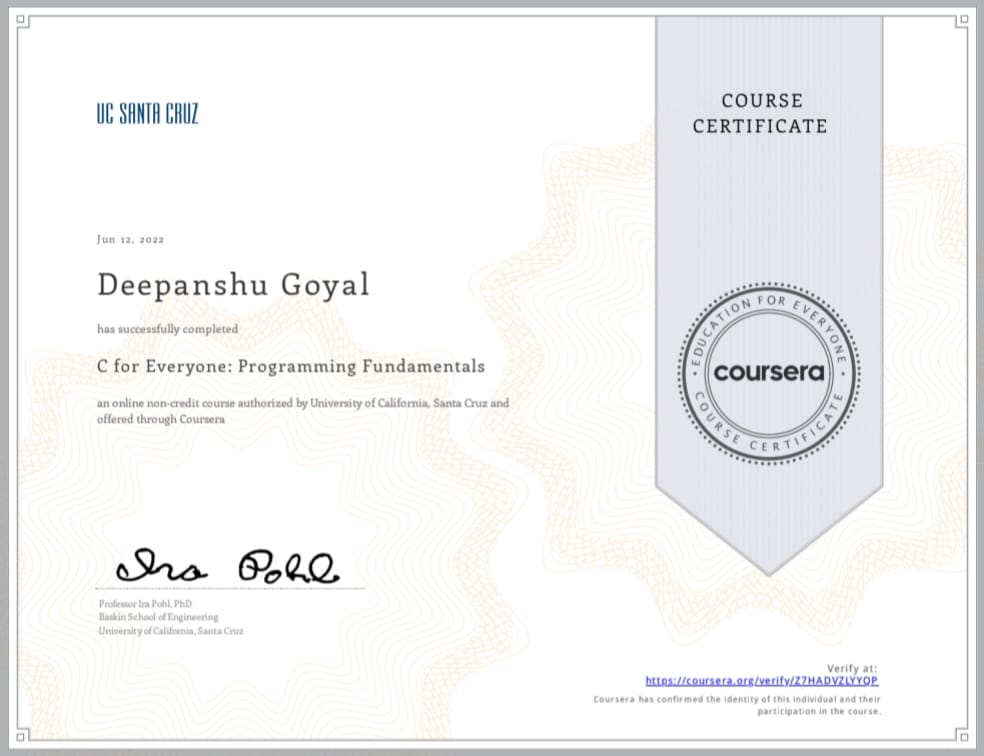 UC SANTA CRUZ
COURSE
CERTIFICATE
Jun 12, 2022
Deepanshu Goyal
has successfully completed
C for Everyone: Programming Fundamentals
an online non-credit course authorized by University of California, Santa Cruz and
offered through Coursera
EDUCATION FOR EVERYONE
coursera
COURSE CERTIFICATE
Ira Pohl
Professor Ira Pohl, PhD
Baskin School of Engineering
University of California, Santa Cruz
Verify at:
https://coursera.org/verify/Z7HADVZLYYQP
Coursera has confirmed the identity of this individual and their
participation in the course.